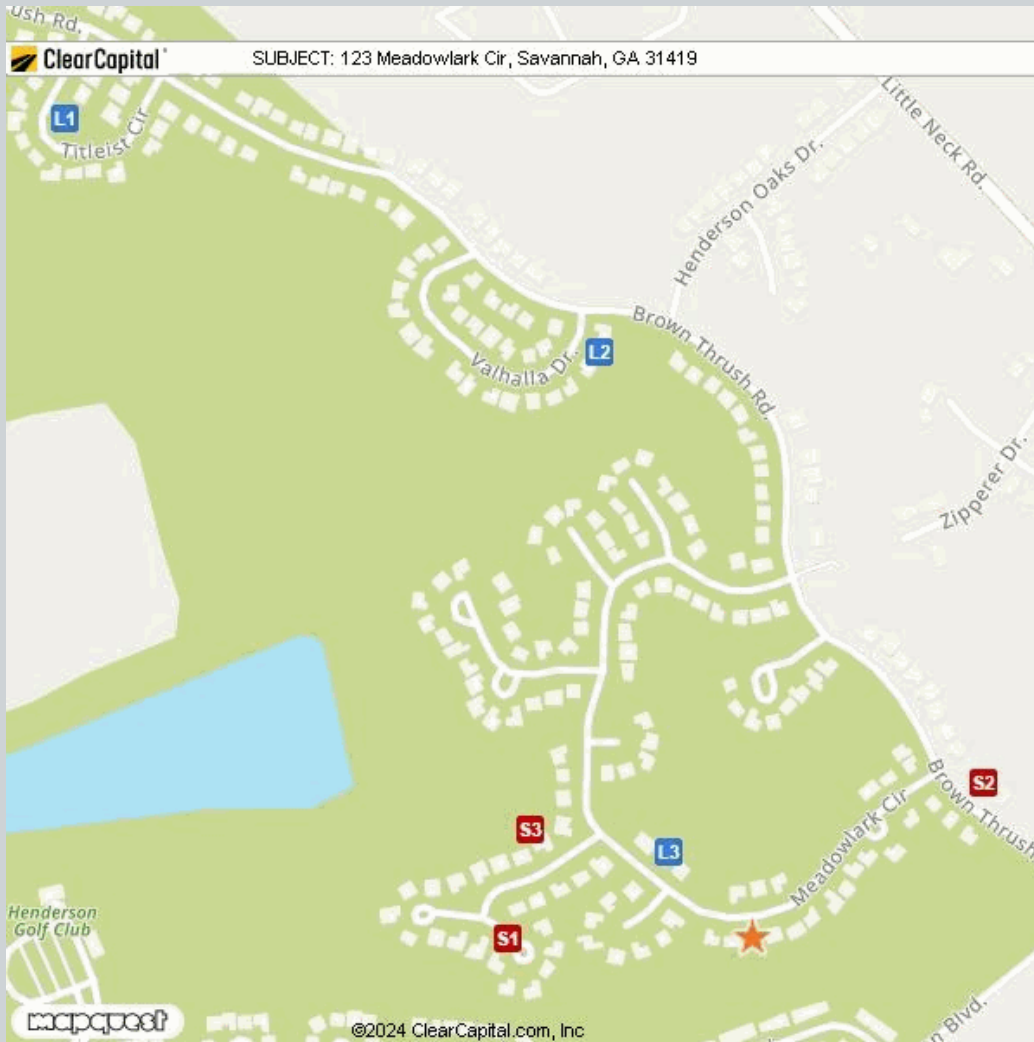 ush Rd.
ClearCapital
SUBJECT: 123 Meadowlark Cir, Savannah, GA 31419
Little Neck Rd.
L1
Titleist Cir
Henderson Oaks Dr.
Brown Thrush Rd.
L2
Valhalla Dr.
Zipperer Dr.
S2
Brown Thrush
Meadowlark Cir
S3
L3
Henderson
Golf Club
S1
n Blvd.
mapquest
©2024 ClearCapital.com, Inc